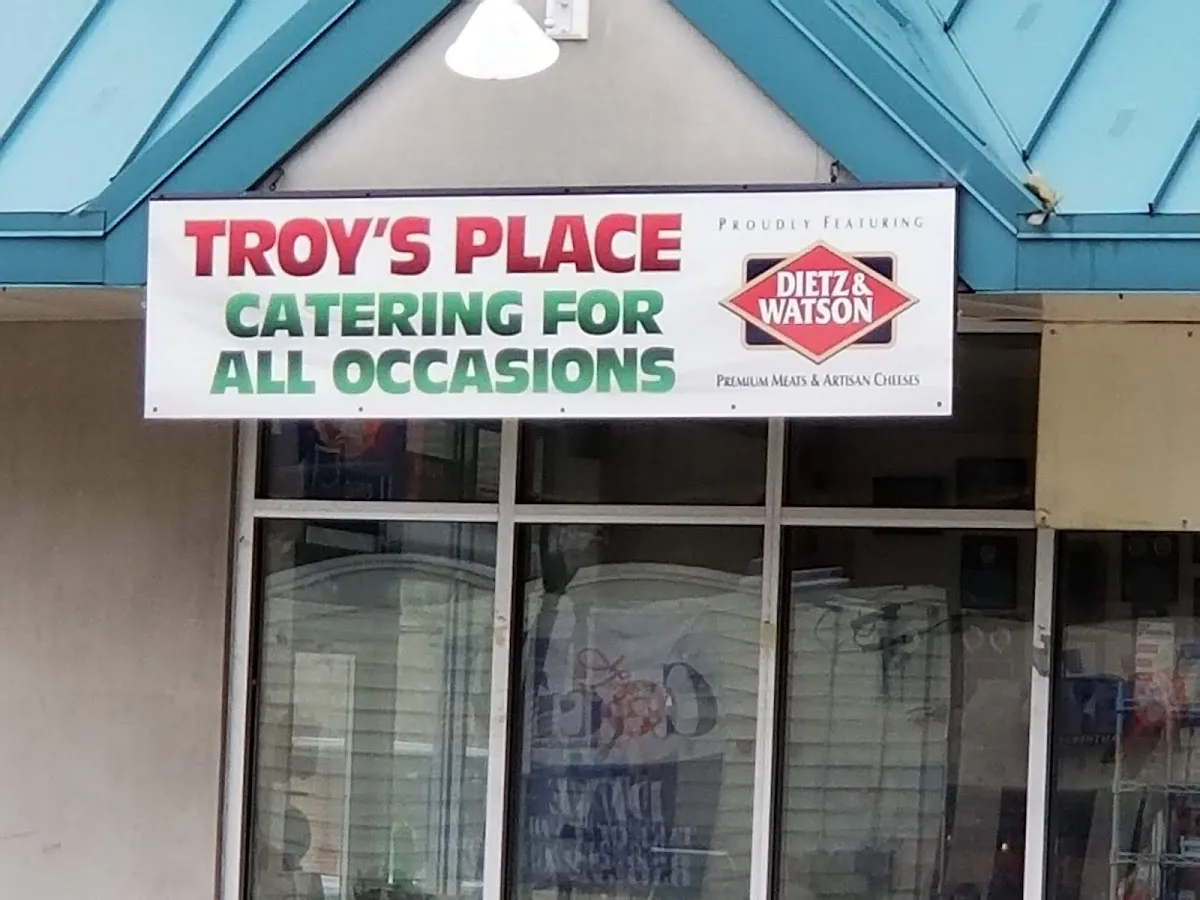 TROY'S PLACE
CATERING FOR
ALL OCCASIONS
PROUDLY FEATURING
DIETZ &
WATSON
PREMIUM MEATS & ARTISAN CHEESES